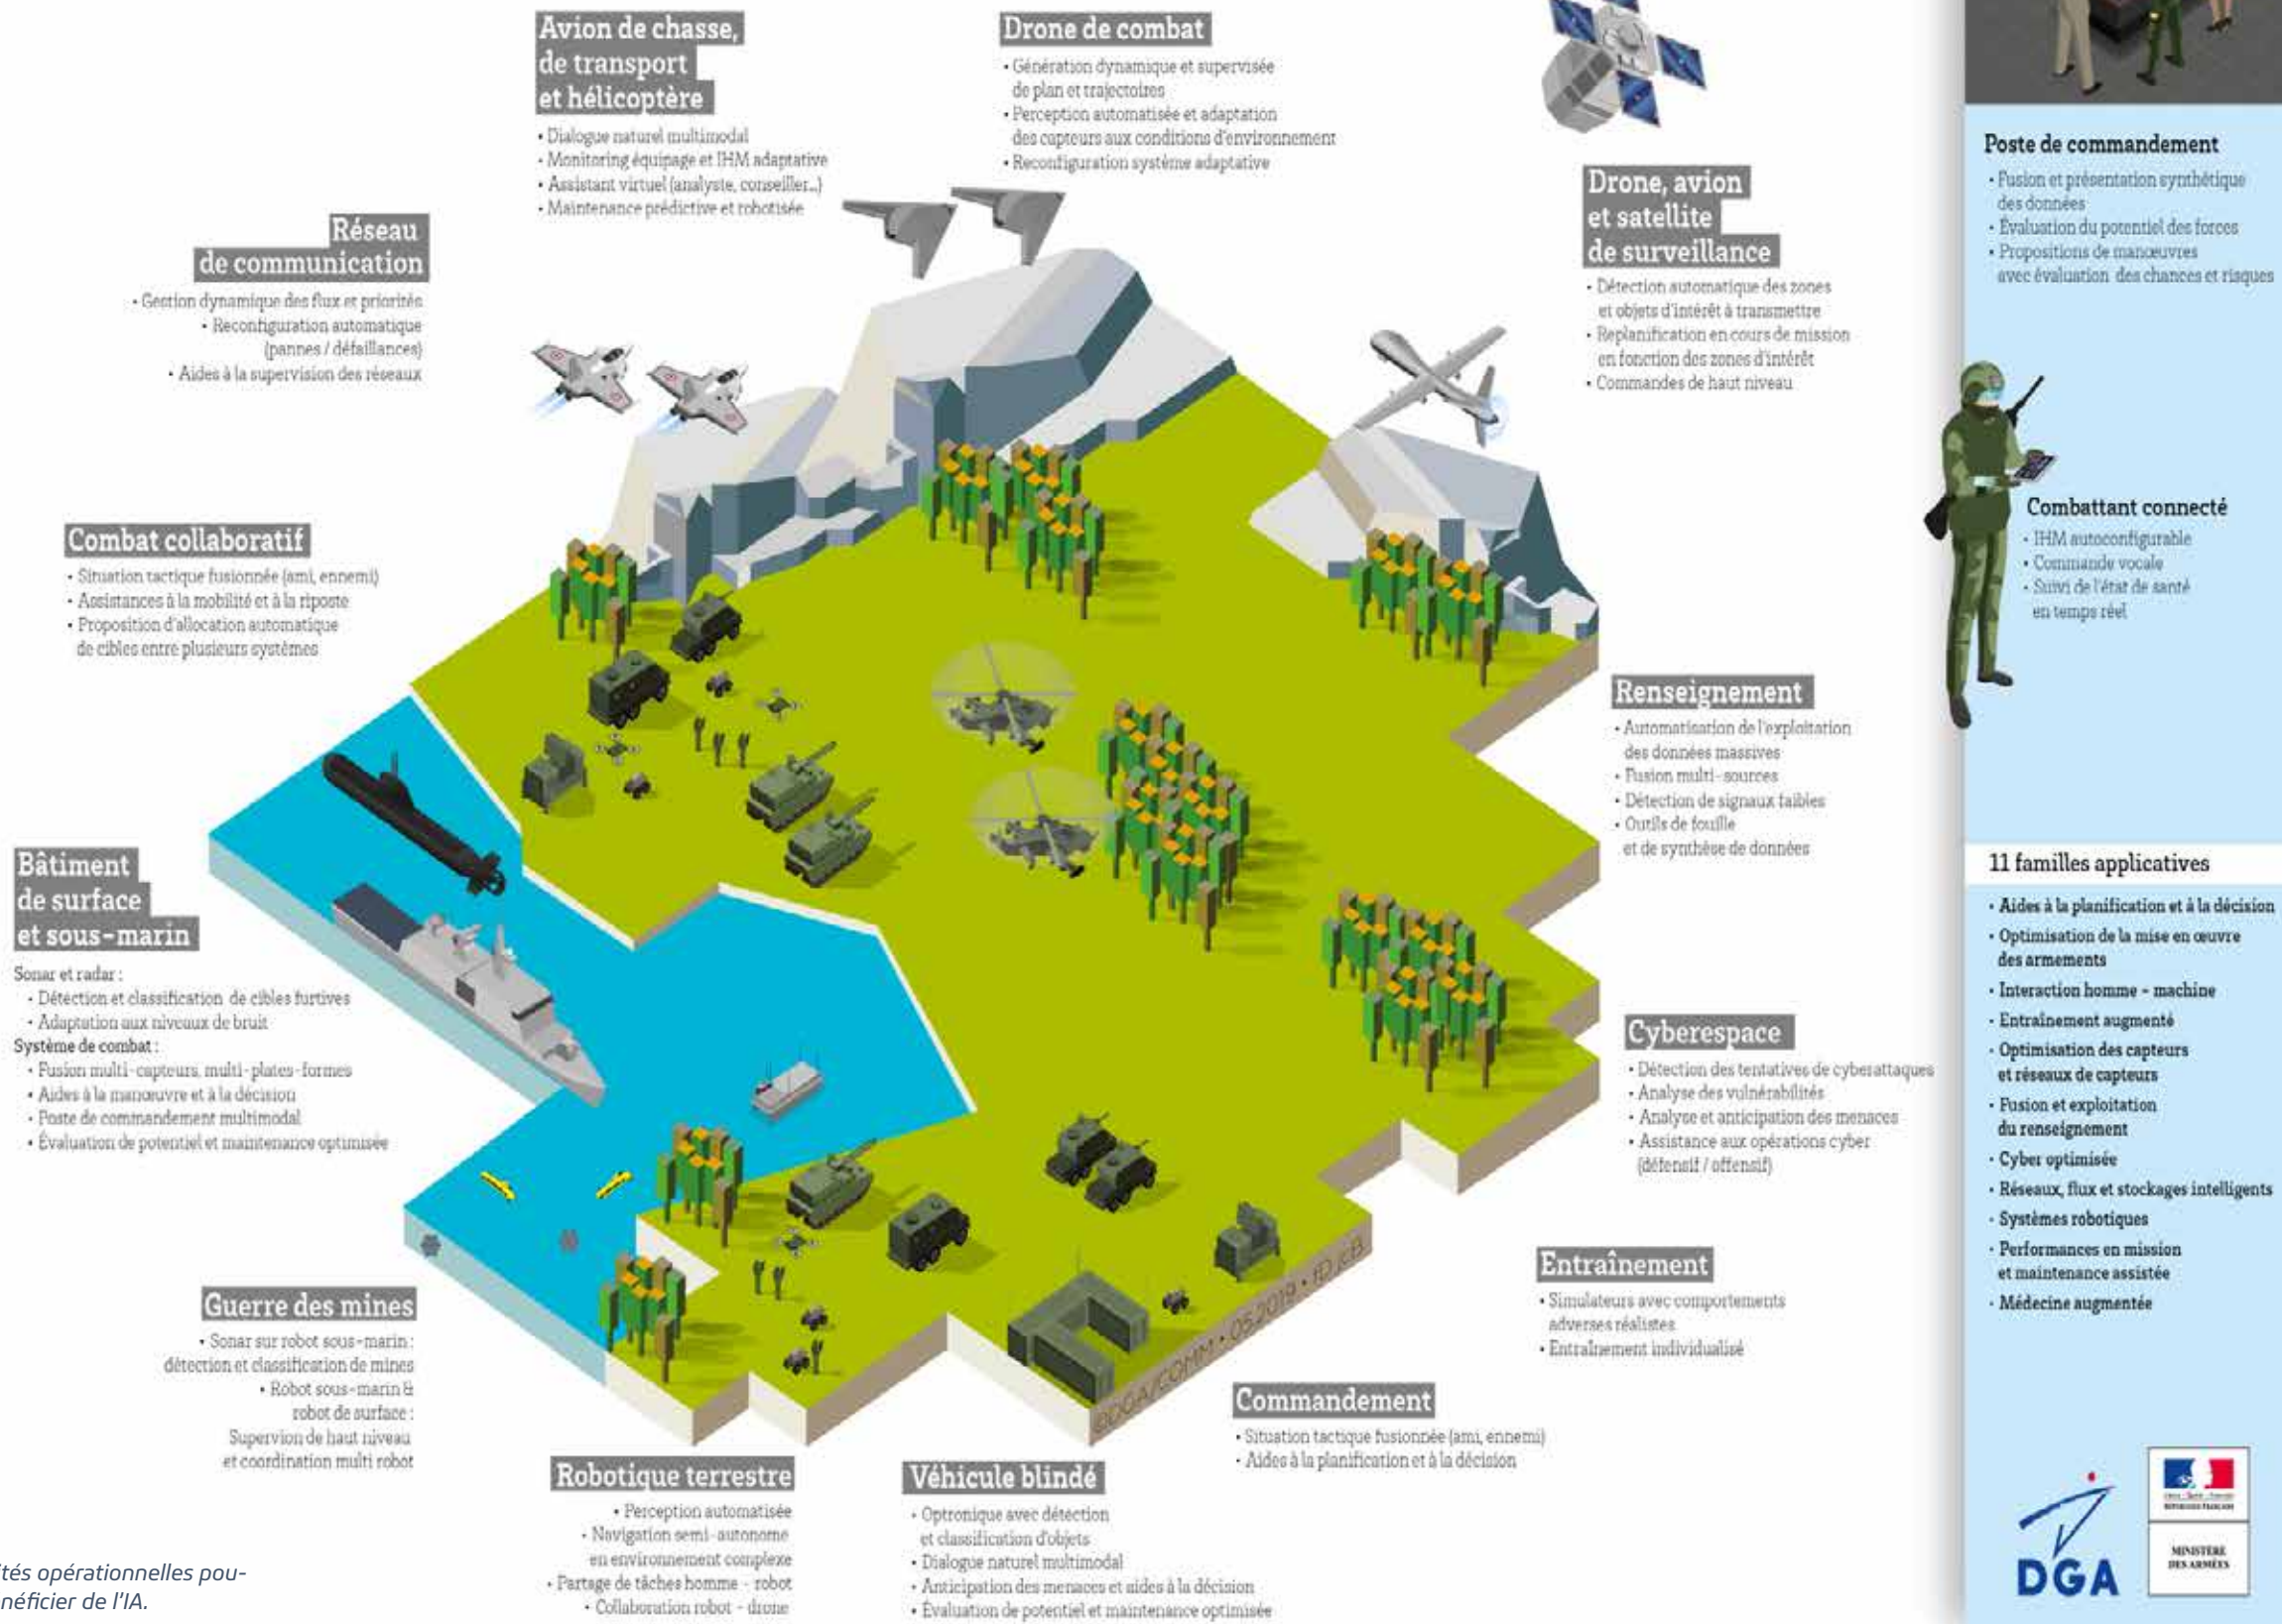 Avion de chasse,
de transport
et hélicoptère
• Dialogue naturel multimodal
• Monitoring équipage et IHM adaptative
• Assistant virtuel (analyste, conseiller...)
• Maintenance prédictive et robotisée
Drone de combat
• Génération dynamique et supervisée
de plan et trajectoires
• Perception automatisée et adaptation
des capteurs aux conditions d'environnement
• Reconfiguration système adaptative
Drone, avion
et satellite
de surveillance
• Détection automatique des zones
et objets d'intérêt à transmettre
• Replanification en cours de mission
en fonction des zones d'intérêt
• Commandes de haut niveau
Réseau
de communication
• Gestion dynamique des flux et priorités
• Reconfiguration automatique
(pannes / défaillances)
• Aides à la supervision des réseaux
Combat collaboratif
• Situation tactique fusionnée (ami, ennemi)
• Assistances à la mobilité et à la riposte
• Proposition d'allocation automatique
de cibles entre plusieurs systèmes
Renseignement
• Automatisation de l'exploitation
des données massives
• Fusion multi-sources
• Détection de signaux faibles
• Outils de fouille
et de synthèse de données
Bâtiment
de surface
et sous-marin
Sonar et radar :
• Détection et classification de cibles furtives
• Adaptation aux niveaux de bruit
Système de combat :
• Fusion multi-capteurs, multi-plates-formes
• Aides à la manœuvre et à la décision
• Poste de commandement multimodal
• Évaluation de potentiel et maintenance optimisée
Cyberespace
• Détection des tentatives de cyberattaques
• Analyse des vulnérabilités
• Analyse et anticipation des menaces
• Assistance aux opérations cyber
(défensif / offensif)
Guerre des mines
• Sonar sur robot sous-marin :
détection et classification de mines
• Robot sous-marin &
robot de surface :
Supervion de haut niveau
et coordination multi robot
Entraînement
• Simulateurs avec comportements
adverses réalistes
• Entraînement individualisé
©DGA/COMM • 05.2019 • fD jcB
Commandement
• Situation tactique fusionnée (ami, ennemi)
• Aides à la planification et à la décision
Robotique terrestre
• Perception automatisée
• Navigation semi-autonome
en environnement complexe
• Partage de tâches homme - robot
• Collaboration robot - drone
Véhicule blindé
• Optronique avec détection
et classification d'objets
• Dialogue naturel multimodal
• Anticipation des menaces et aides à la décision
• Évaluation de potentiel et maintenance optimisée
ités opérationnelles pou-
néficier de l'IA.
Poste de commandement
• Fusion et présentation synthétique
des données
• Évaluation du potentiel des forces
• Propositions de manœuvres
avec évaluation des chances et risques
Combattant connecté
• IHM autoconfigurable
• Commande vocale
• Suivi de l'état de santé
en temps réel
11 familles applicatives
• Aides à la planification et à la décision
• Optimisation de la mise en œuvre
des armements
• Interaction homme - machine
• Entraînement augmenté
• Optimisation des capteurs
et réseaux de capteurs
• Fusion et exploitation
du renseignement
• Cyber optimisée
• Réseaux, flux et stockages intelligents
• Systèmes robotiques
• Performances en mission
et maintenance assistée
• Médecine augmentée
DGA
RÉPUBLIQUE FRANÇAISE
MINISTÈRE
DES ARMÉES